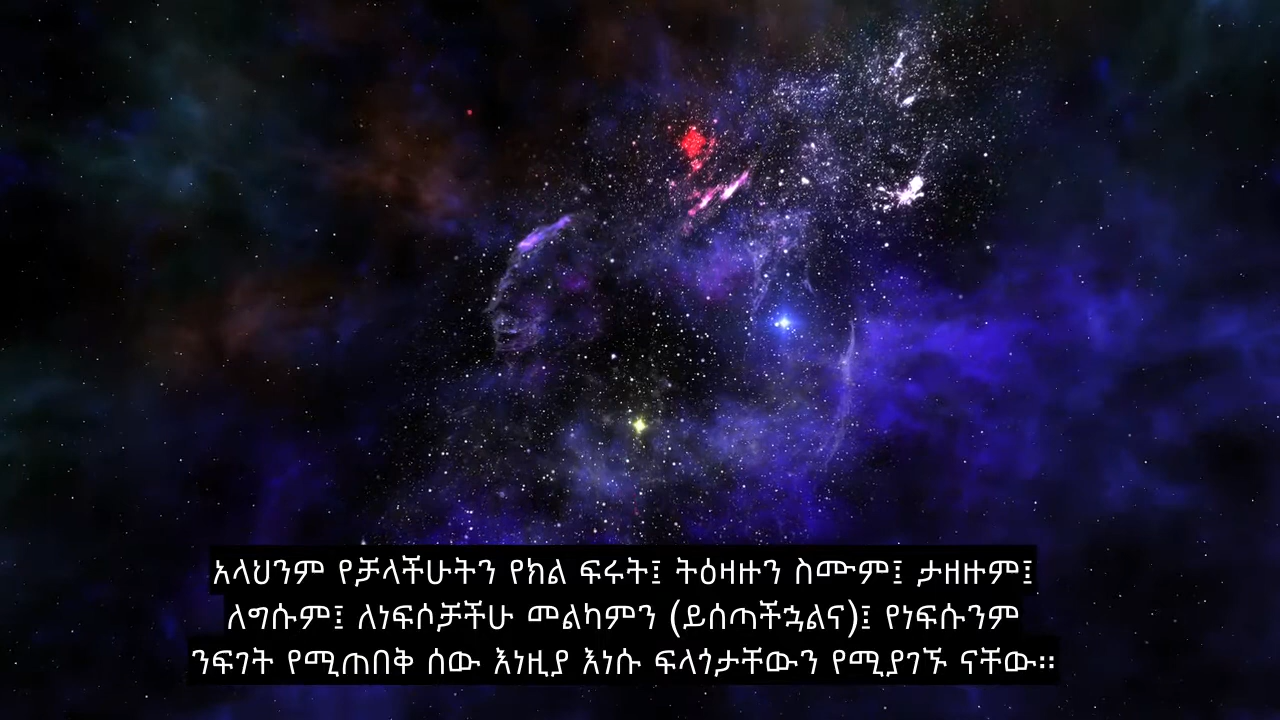 አላህንም የቻላችሁትን የክል ፍሩት፤ ትዕዛዙን ስሙም፤ ታዘዙም፤
ለግሱም፤ ለነፍሶቻችሁ መልካምን (ይሰጣችኋልና)፤ የነፍሱንም
ንፍገት የሚጠበቅ ሰው እነዚያ እነሱ ፍላጎታቸውን የሚያገኙ ናቸው፡፡